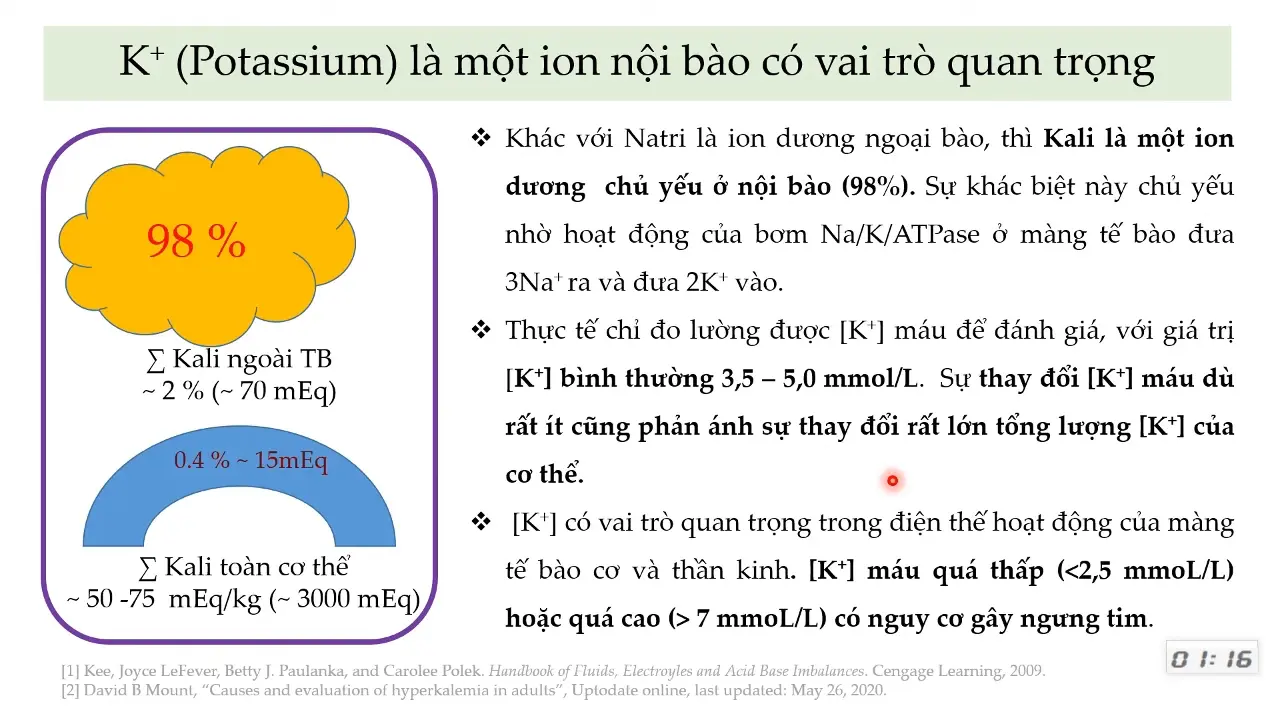 K⁺ (Potassium) là một ion nội bào có vai trò quan trọng
98 %
∑ Kali ngoài TB
~ 2 % (~ 70 mEq)
0.4 % ~ 15mEq
∑ Kali toàn cơ thể
~ 50 -75 mEq/kg (~ 3000 mEq)
❖ Khác với Natri là ion dương ngoại bào, thì Kali là một ion
dương chủ yếu ở nội bào (98%). Sự khác biệt này chủ yếu
nhờ hoạt động của bơm Na/K/ATPase ở màng tế bào đưa
3Na⁺ ra và đưa 2K⁺ vào.
❖ Thực tế chỉ đo lường được [K⁺] máu để đánh giá, với giá trị
[K⁺] bình thường 3,5 – 5,0 mmol/L. Sự thay đổi [K⁺] máu dù
rất ít cũng phản ánh sự thay đổi rất lớn tổng lượng [K⁺] của
cơ thể.
❖ [K⁺] có vai trò quan trọng trong điện thế hoạt động của màng
tế bào cơ và thần kinh. [K⁺] máu quá thấp (<2,5 mmoL/L)
hoặc quá cao (> 7 mmoL/L) có nguy cơ gây ngưng tim.
01:16
[1] Kee, Joyce LeFever, Betty J. Paulanka, and Carolee Polek. Handbook of Fluids, Electroyles and Acid Base Imbalances. Cengage Learning, 2009.
[2] David B Mount, “Causes and evaluation of hyperkalemia in adults”, Uptodate online, last updated: May 26, 2020.